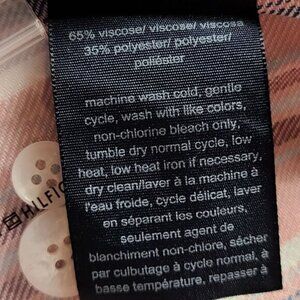 65% viscose/ viscose/ viscosa
35% polyester/ polyester/
poliéster
machine wash cold, gentle
cycle, wash with like colors,
non-chlorine bleach only,
tumble dry normal cycle, low
heat, low heat iron if necessary,
dry clean/laver à la machine à
l'eau froide, cycle délicat, laver
en séparant les couleurs,
seulement agent de
blanchiment non-chlore, sécher
par culbutage à cycle normal, à
basse température, repasser à
HILFIG